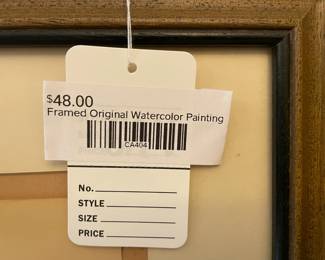 $48.00
Framed Original Watercolor Painting
CA404
No.
STYLE
SIZE
PRICE